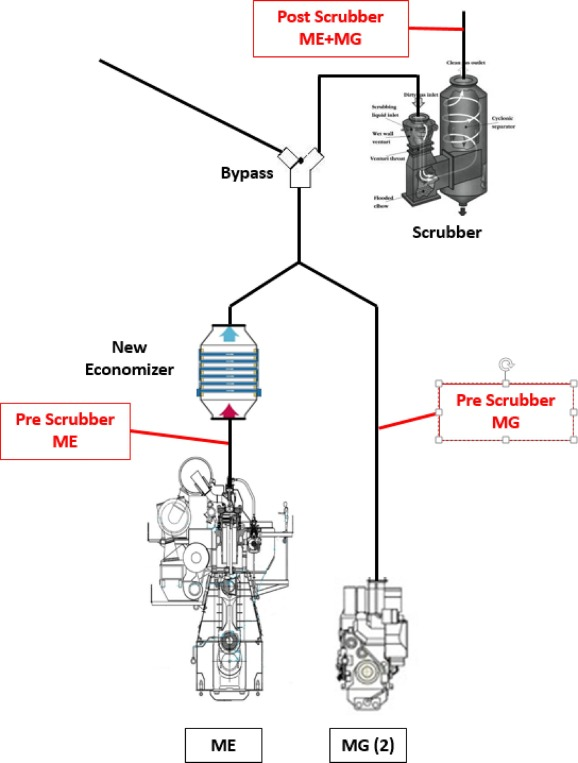 Post Scrubber
ME+MG
Clean gas outlet
Dirty gas inlet
Scrubbing
liquid inlet
Wet wall
venturi
Venturi throat
Cyclonic
separator
Flooded
elbow
Bypass
Scrubber
New
Economizer
Pre Scrubber
ME
Pre Scrubber
MG
ME
MG (2)